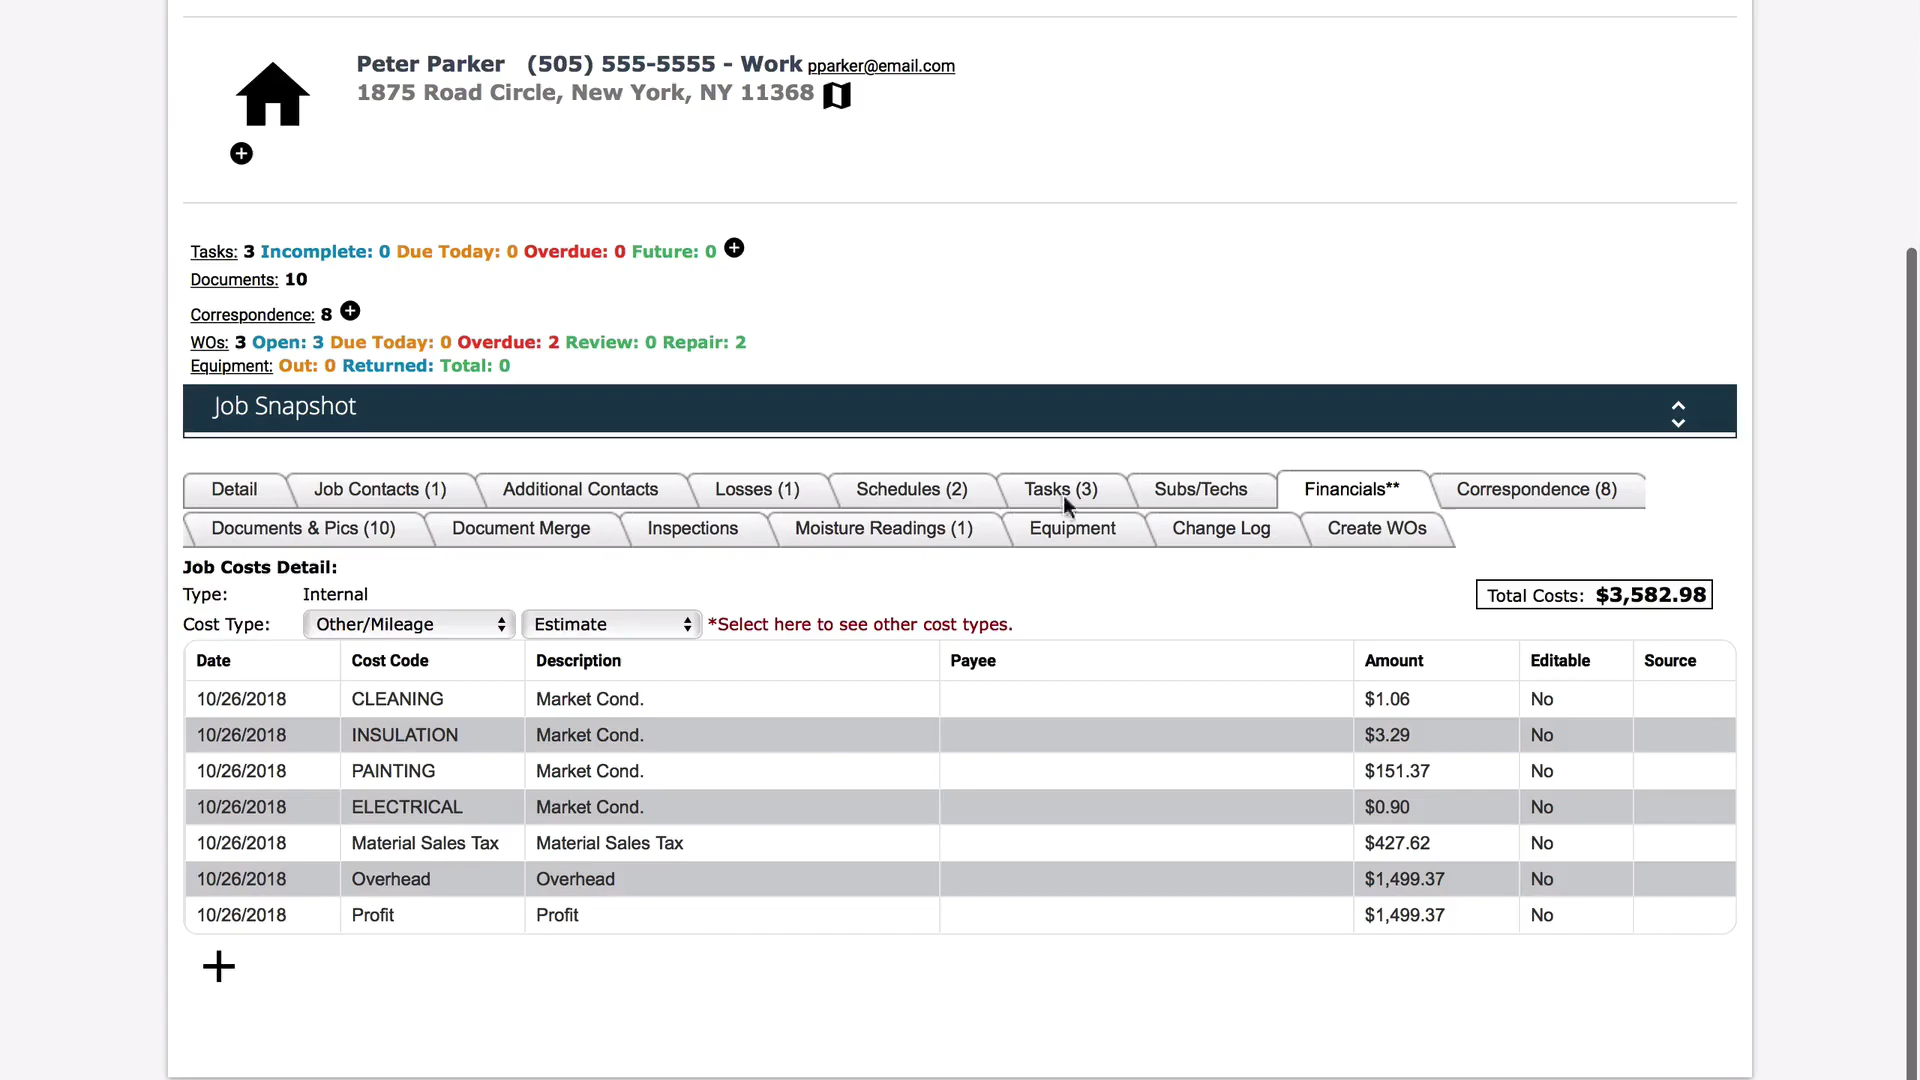 Peter Parker (505) 555-5555 - Work pparker@email.com
1875 Road Circle, New York, NY 11368
Tasks: 3 Incomplete: 0 Due Today: 0 Overdue: 0 Future: 0
Documents: 10
Correspondence: 8
WOs: 3 Open: 3 Due Today: 0 Overdue: 2 Review: 0 Repair: 2
Equipment: Out: 0 Returned: Total: 0
Job Snapshot
Detail Job Contacts (1) Additional Contacts Losses (1) Schedules (2) Tasks (3) Subs/Techs Financials** Correspondence (8)
Documents & Pics (10) Document Merge Inspections Moisture Readings (1) Equipment Change Log Create WOs
Job Costs Detail:
Type: Internal
Total Costs: $3,582.98
Cost Type: Other/Mileage Estimate *Select here to see other cost types.
Date Cost Code Description Payee Amount Editable Source
10/26/2018 CLEANING Market Cond. $1.06 No
10/26/2018 INSULATION Market Cond. $3.29 No
10/26/2018 PAINTING Market Cond. $151.37 No
10/26/2018 ELECTRICAL Market Cond. $0.90 No
10/26/2018 Material Sales Tax Material Sales Tax $427.62 No
10/26/2018 Overhead Overhead $1,499.37 No
10/26/2018 Profit Profit $1,499.37 No